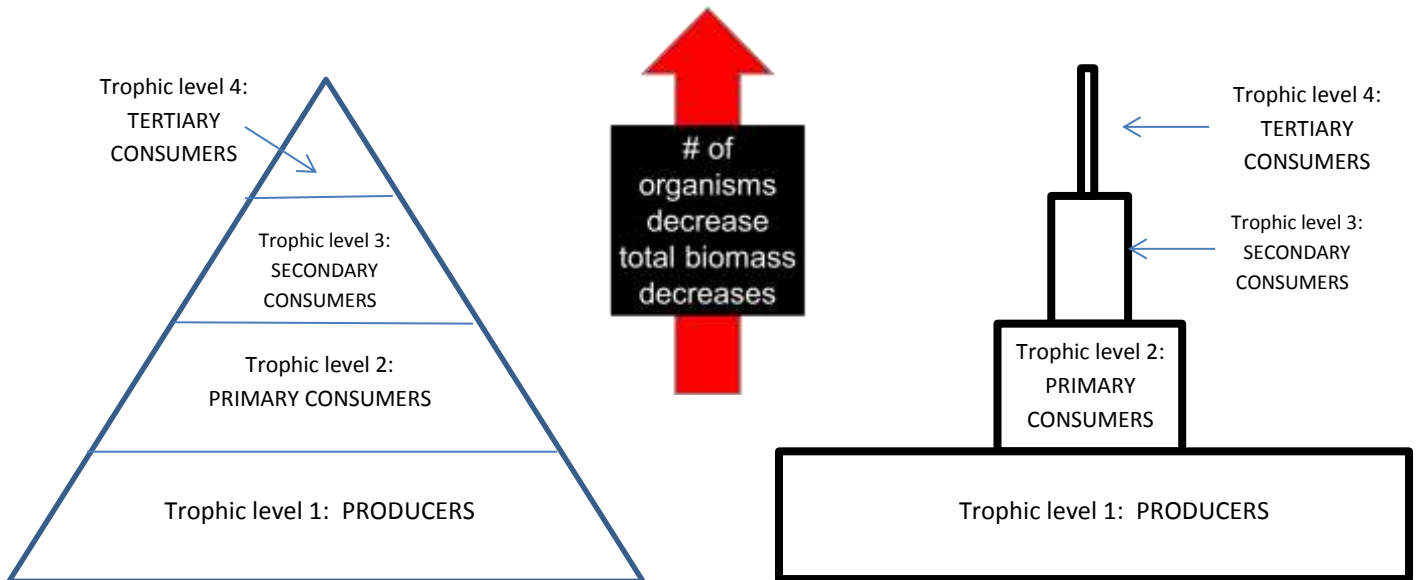 Trophic level 4:
TERTIARY
CONSUMERS
Trophic level 3:
SECONDARY
CONSUMERS
Trophic level 2:
PRIMARY CONSUMERS
Trophic level 1: PRODUCERS
# of
organisms
decrease
total biomass
decreases
Trophic level 4:
TERTIARY
CONSUMERS
Trophic level 3:
SECONDARY
CONSUMERS
Trophic level 2:
PRIMARY
CONSUMERS
Trophic level 1: PRODUCERS